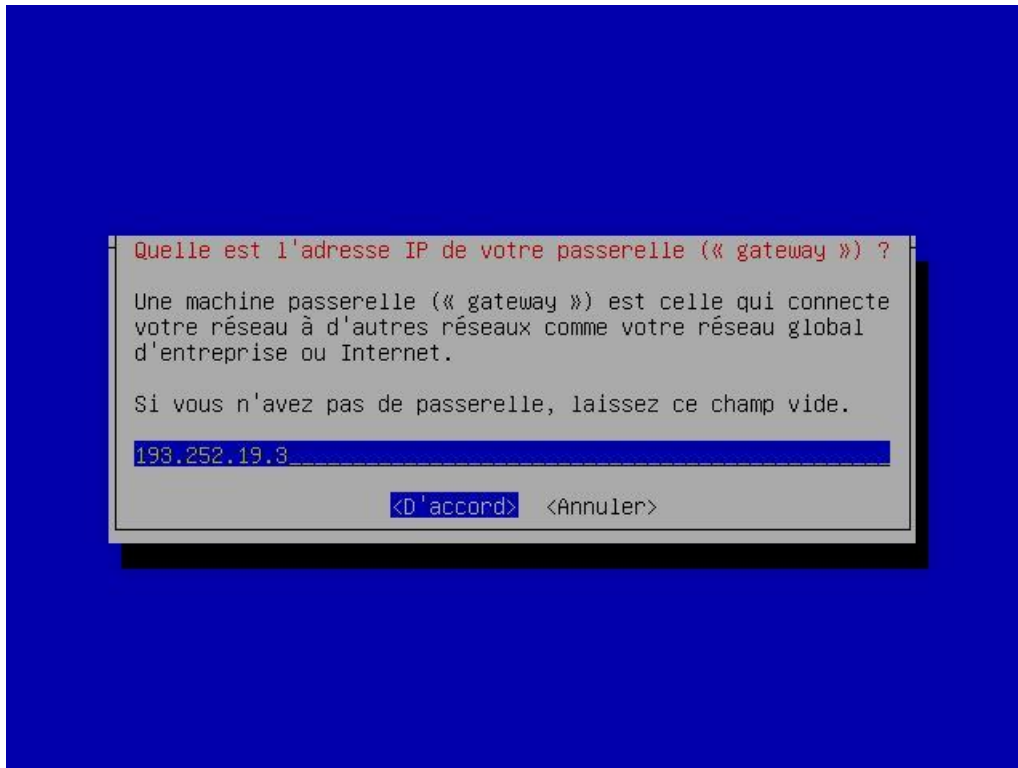 Quelle est l'adresse IP de votre passerelle (« gateway ») ?
Une machine passerelle (« gateway ») est celle qui connecte
votre réseau à d'autres réseaux comme votre réseau global
d'entreprise ou Internet.
Si vous n'avez pas de passerelle, laissez ce champ vide.
193.252.19.3
<D'accord> <Annuler>